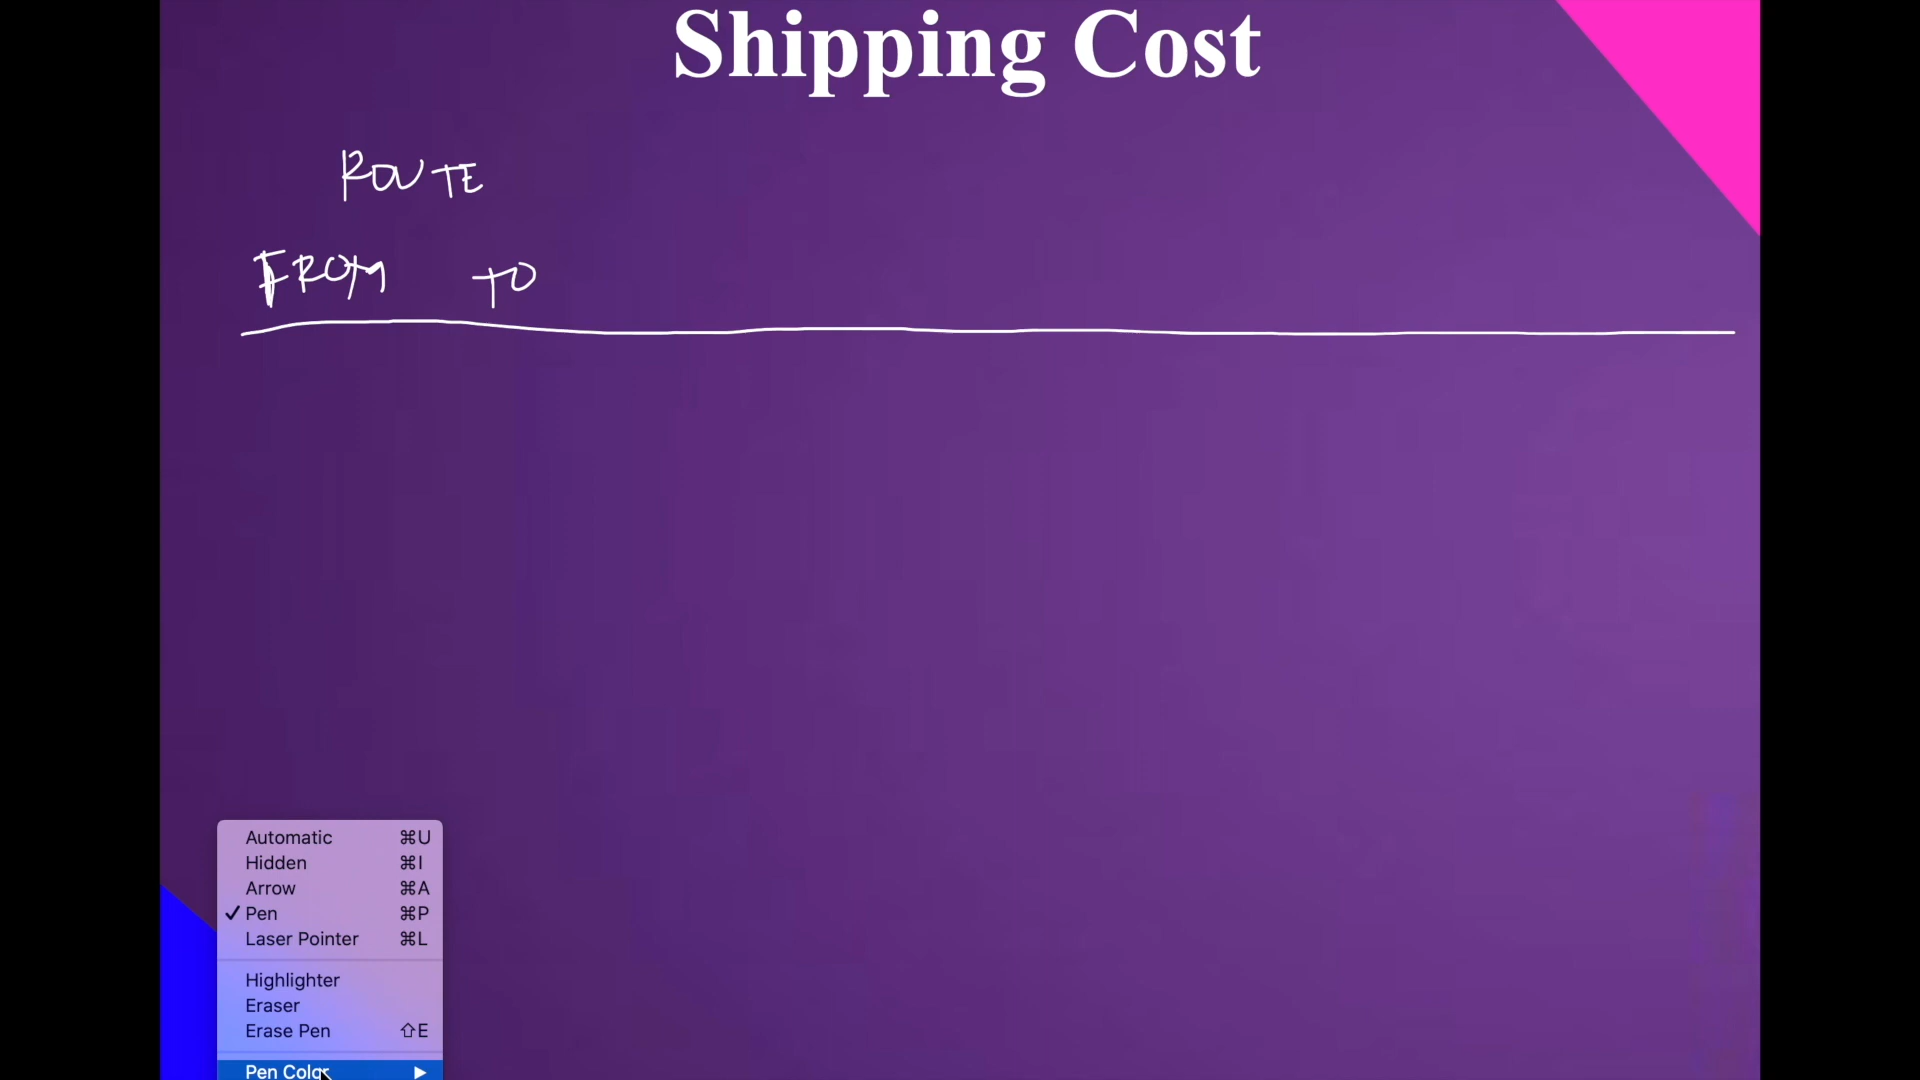 Shipping Cost
ROUTE
FROM TO
Automatic ⌘U
Hidden ⌘I
Arrow ⌘A
✓ Pen ⌘P
Laser Pointer ⌘L
Highlighter
Eraser
Erase Pen ⇧E
Pen Color ▶